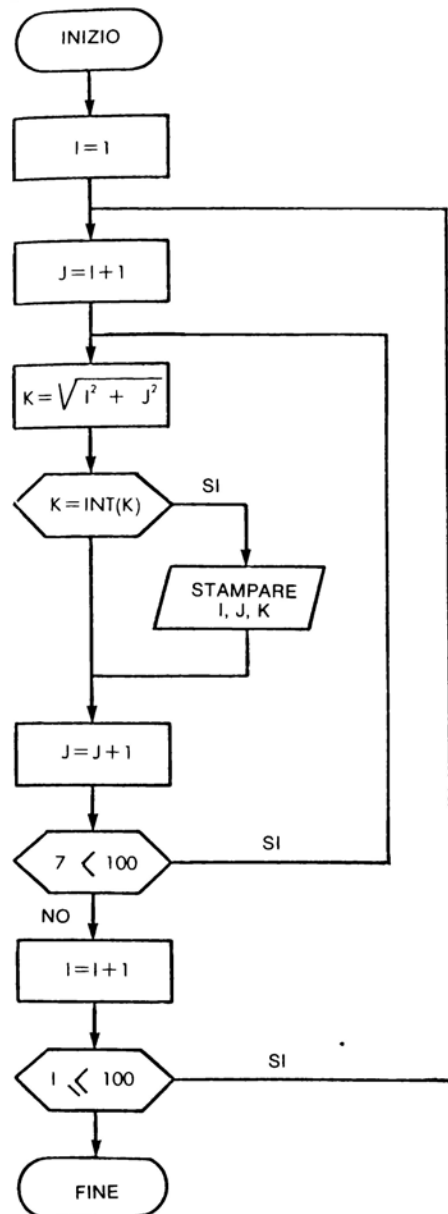 INIZIO
I=1
J=I+1
K=√I² + J²
K=INT(K)
SI
STAMPARE
I, J, K
J=J+1
7 < 100
SI
NO
I=I+1
I ≤ 100
SI
FINE